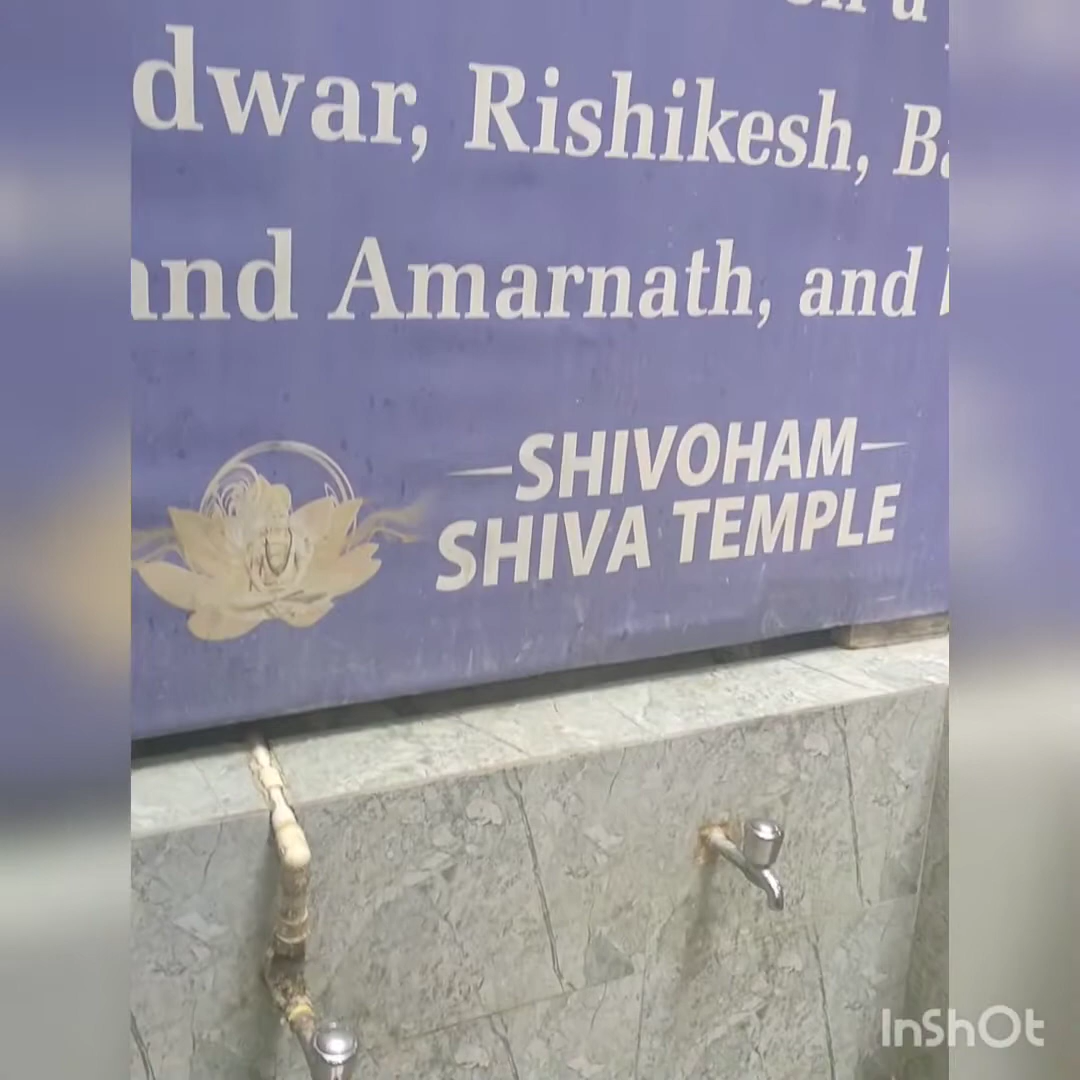 dwar, Rishikesh,
and Amarnath, and
SHIVOHAM
SHIVA TEMPLE
InShOt